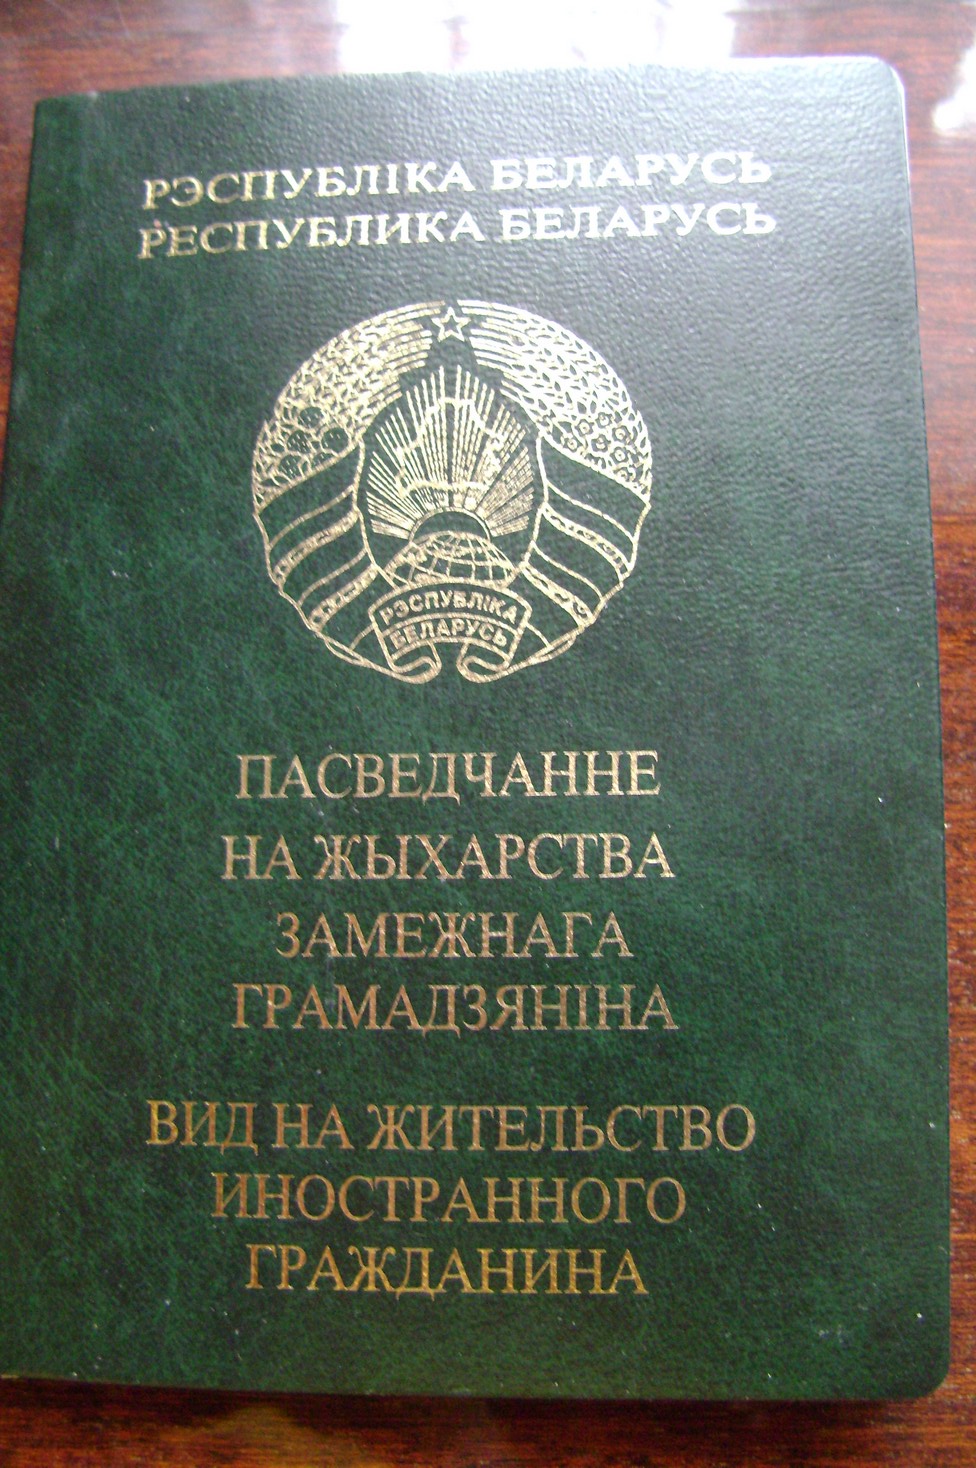 РЭСПУБЛІКА БЕЛАРУСЬ
РЕСПУБЛИКА БЕЛАРУСЬ
РЭСПУБЛІКА
БЕЛАРУСЬ
ПАСВЕДЧАННЕ
НА ЖЫХАРСТВА
ЗАМЕЖНАГА
ГРАМАДЗЯНІНА
ВИД НА ЖИТЕЛЬСТВО
ИНОСТРАННОГО
ГРАЖДАНИНА